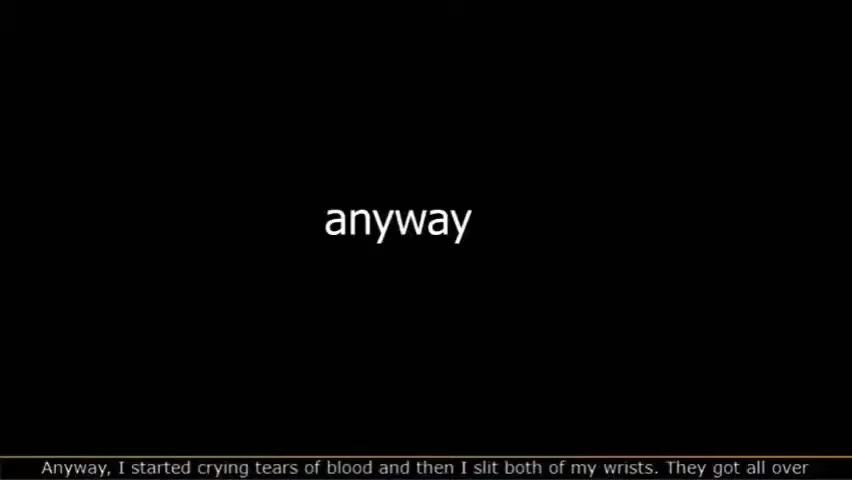 anyway
Anyway, I started crying tears of blood and then I slit both of my wrists. They got all over